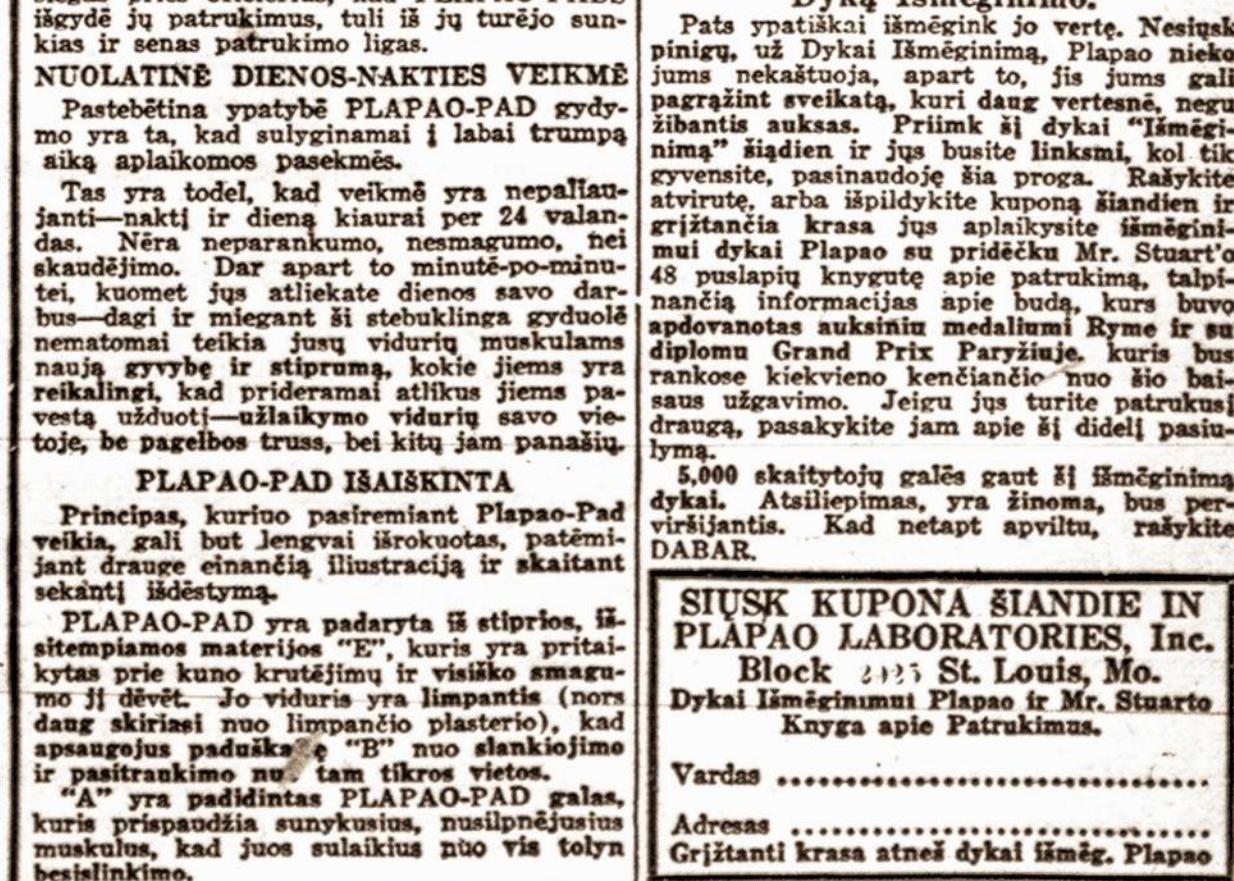 išgydė jų patrukimus, tuli iš jų turėjo sun-
kias ir senas patrukimo ligas.
NUOLATINĖ DIENOS-NAKTIES VEIKMĖ
Pastebėtina ypatybė PLAPAO-PAD gydy-
mo yra ta, kad sulyginamai į labai trumpą
aiką aplaikomos pasekmės.
Tas yra todel, kad veikmė yra nepaliau-
janti—naktį ir dieną kiaurai per 24 valan-
das. Nėra neparankumo, nesmagumo, nei
skaudėjimo. Dar apart to minutė-po-minu-
tei, kuomet jųs atliekate dienos savo dar-
bus—dagi ir miegant ši stebuklinga gyduolė
nematomai teikia jusų vidurių muskulams
naują gyvybę ir stiprumą, kokie jiems yra
reikalingi, kad prideramai atlikus jiems pa-
vestą užduotį—užlaikymo vidurių savo vie-
toje, be pagelbos truss, bei kitų jam panašių.
PLAPAO-PAD IŠAIŠKINTA
Principas, kuriuo pasiremiant Plapao-Pad
veikia, gali but lengvai išrokuotas, patėmi-
jant drauge einančią iliustraciją ir skaitant
sekantį išdėstymą.
PLAPAO-PAD yra padaryta iš stiprios, iš-
sitempiamos materijos “E”, kuris yra pritai-
kytas prie kuno krutėjimų ir visiško smagu-
mo jį dėvėt. Jo viduris yra limpantis (nors
daug skiriasi nuo limpančio plasterio), kad
apsaugojus “B” nuo slankiojimo
ir pasitraukimo tam tikros vietos.
“A” yra padidintas PLAPAO-PAD galas,
kuris prispaudžia sunykusius, nusilpnėjusius
muskulus, kad juos sulaikius nuo vis tolyn
besislinkimo.
Dyką Išmėginimo.
Pats ypatiškai išmėgink jo vertę. Nesiųsk
pinigų, už Dykai Išmėginimą, Plapao nieko
jums nekaštuoja, apart to, jis jums gali
pagrąžint sveikatą, kuri daug vertesnė, negu
žibantis auksas. Priimk šį dykai “Išmėgi-
nimą” šiądien ir jųs busite linksmi, kol tik
gyvensite, pasinaudoję šia proga. Rašykite
atvirutę, arba išpildykite kuponą šiandien ir
grįžtančia krasa jųs aplaikysite išmėgini-
mui dykai Plapao su pridėčku Mr. Stuart’o
48 puslapių knygutę apie patrukimą, talpi-
nančią informacijas apie budą, kurs buvo
apdovanotas auksiniu medaliumi Ryme ir su
diplomu Grand Prix Paryžiuje, kuris bus
rankose kiekvieno kenčiančio nuo šio bai-
saus užgavimo. Jeigu jųs turite patrukusį
draugą, pasakykite jam apie šį didelį pasiu-
lymą.
5,000 skaitytojų galės gaut šį išmėginimą
dykai. Atsiliepimas, yra žinoma, bus per-
viršijantis. Kad netapt apviltu, rašykite
DABAR.
SIŲSK KUPONA ŠIANDIE IN
PLAPAO LABORATORIES, Inc.
Block St. Louis, Mo.
Dykai Išmėginimui Plapao ir Mr. Stuarto
Knyga apie Patrukimus.
Vardas
Adresas
Grįžtanti krasa atneš dykai išmėg. Plapao